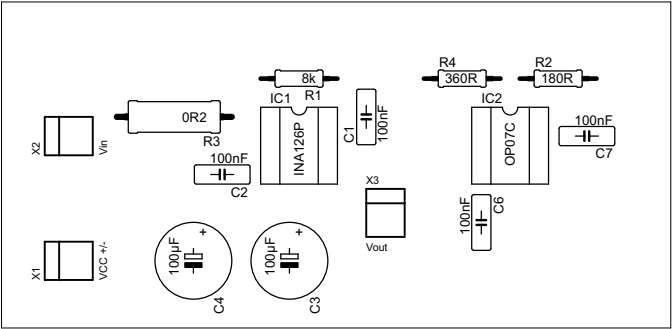 R4
R2
8k
360R
180R
IC1
R1
IC2
0R2
R3
X2
Vin
INA126P
C1
100nF
OP07C
100nF
C7
100nF
C2
X3
Vout
100nF
C6
X1
VCC +/-
100µF
+
C4
100µF
+
C3